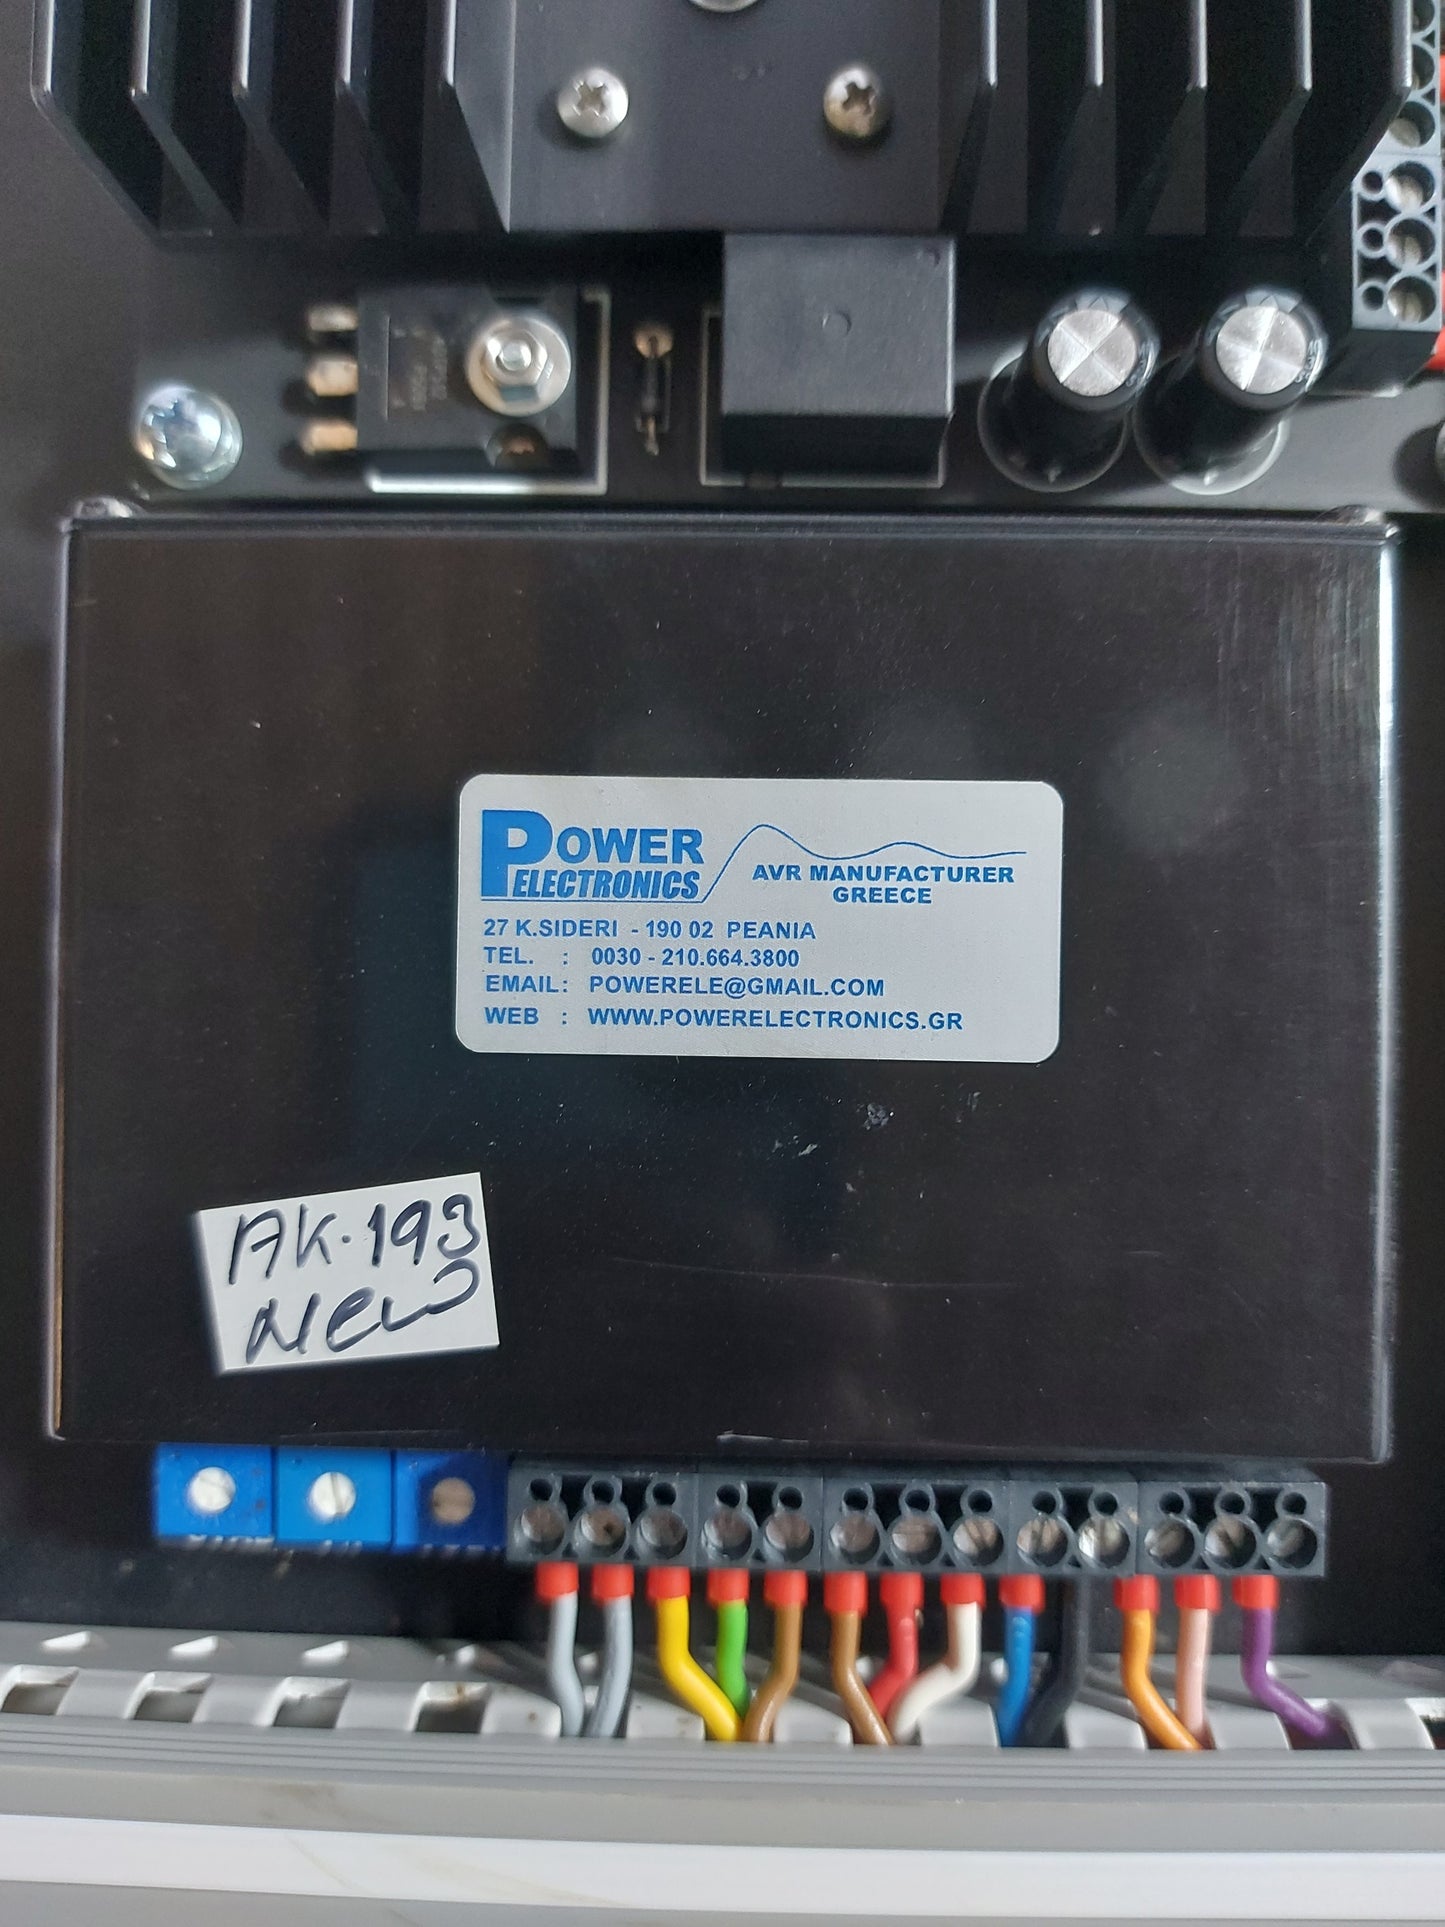 POWER
ELECTRONICS
AVR MANUFACTURER
GREECE
27 K.SIDERI - 190 02 PEANIA
TEL. : 0030 - 210.664.3800
EMAIL: POWERELE@GMAIL.COM
WEB : WWW.POWERELECTRONICS.GR
AK.193
New